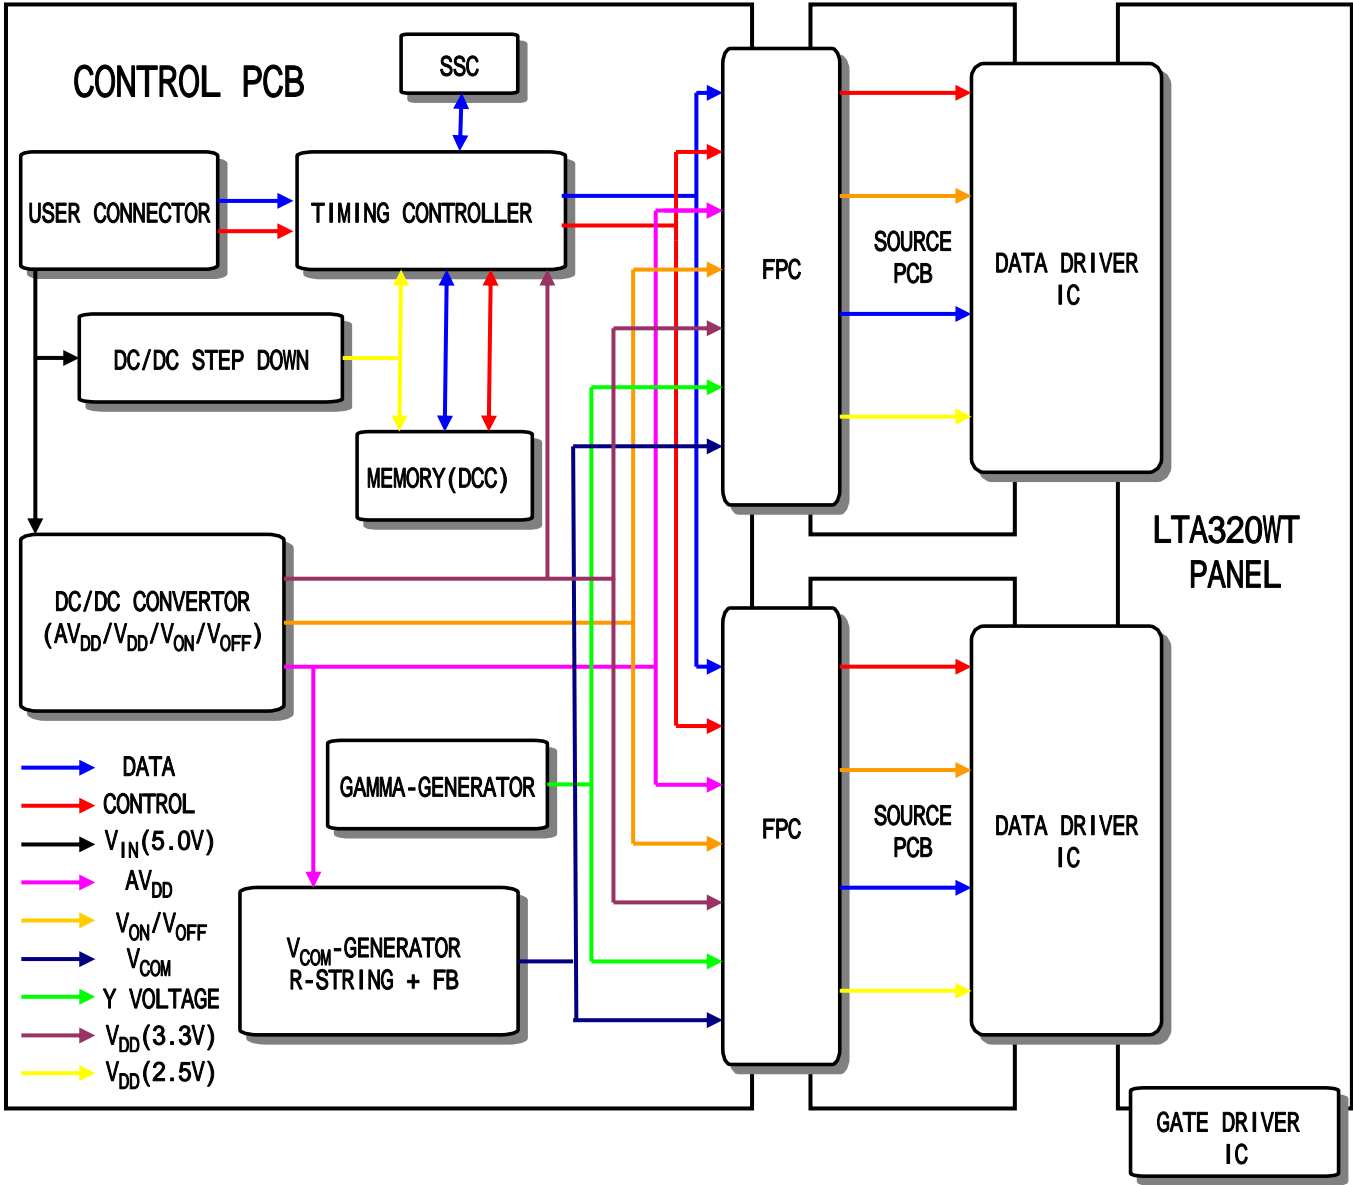 CONTROL PCB
SSC
USER CONNECTOR
TIMING CONTROLLER
DC/DC STEP DOWN
MEMORY(DCC)
DC/DC CONVERTOR
(AVDD/VDD/VON/VOFF)
GAMMA-GENERATOR
VCOM-GENERATOR
R-STRING + FB
DATA
CONTROL
VIN(5.0V)
AVDD
VON/VOFF
VCOM
Y VOLTAGE
VDD(3.3V)
VDD(2.5V)
FPC
SOURCE
PCB
DATA DRIVER
IC
FPC
SOURCE
PCB
DATA DRIVER
IC
LTA320WT
PANEL
GATE DRIVER
IC